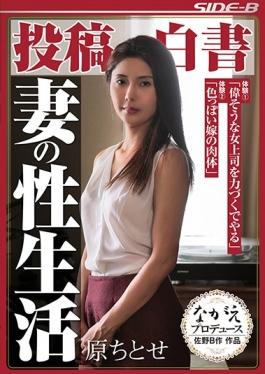 SIDE-B
投稿白書
妻の性生活
体験①
「偉そうな女上司を力づくでやる」
体験②
「色っぽい嫁の肉体」
原ちとせ
ながえ
プロデュース
佐野B作 作品